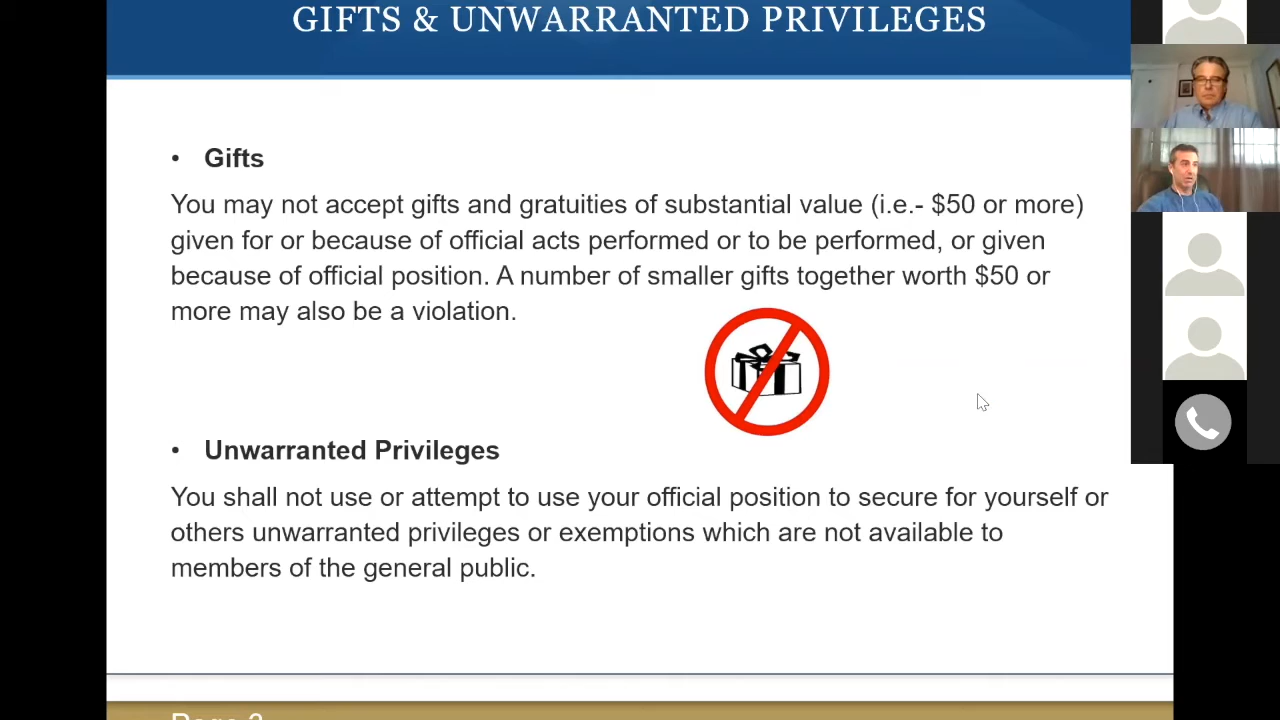 GIFTS & UNWARRANTED PRIVILEGES
• Gifts
You may not accept gifts and gratuities of substantial value (i.e.- $50 or more)
given for or because of official acts performed or to be performed, or given
because of official position. A number of smaller gifts together worth $50 or
more may also be a violation.
• Unwarranted Privileges
You shall not use or attempt to use your official position to secure for yourself or
others unwarranted privileges or exemptions which are not available to
members of the general public.
Page